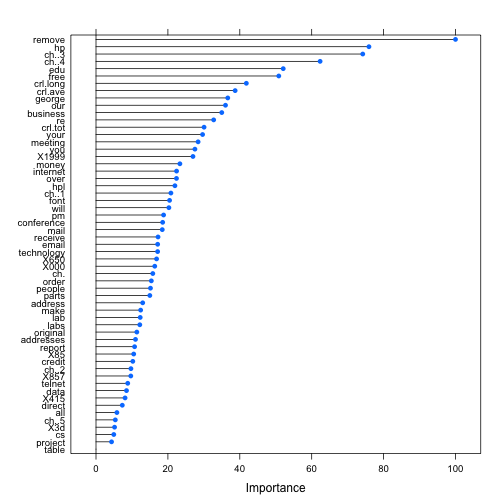 remove
hp
ch..3
ch..4
edu
free
crl.long
crl.ave
george
our
business
re
crl.tot
your
meeting
you
X1999
money
internet
over
hpl
ch..1
font
will
pm
conference
mail
receive
email
technology
X650
X000
ch.
order
people
parts
address
make
lab
labs
original
addresses
report
X85
credit
ch..2
X857
telnet
data
X415
direct
all
ch..5
X3d
cs
project
table
0 20 40 60 80 100
Importance